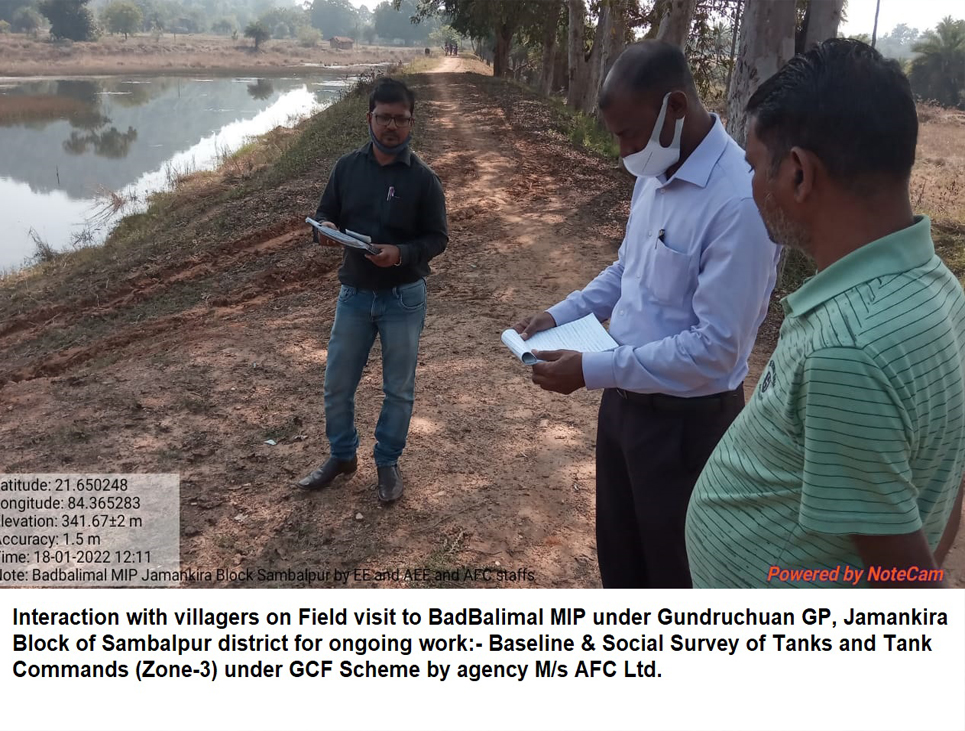 atitude: 21.650248
ongitude: 84.365283
levation: 341.67±2 m
ccuracy: 1.5 m
ime: 18-01-2022 12:11
ote: Badbalimal MIP Jamankira Block Sambalpur by EE and AEE and AFC staffs
Powered by NoteCam
Interaction with villagers on Field visit to BadBalimal MIP under Gundruchuan GP, Jamankira
Block of Sambalpur district for ongoing work:- Baseline & Social Survey of Tanks and Tank
Commands (Zone-3) under GCF Scheme by agency M/s AFC Ltd.